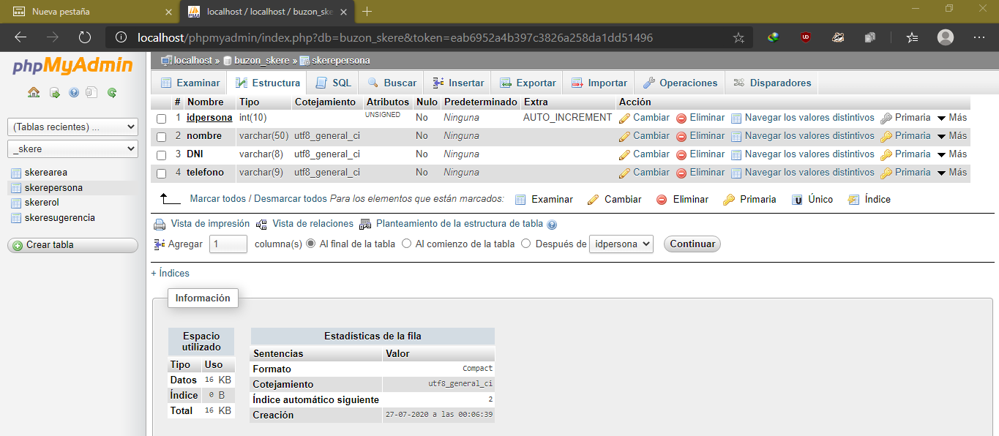 Nueva pestaña
localhost / localhost / buzon_ske
localhost/phpmyadmin/index.php?db=buzon_skere&token=eab6952a4b397c3826a258da1dd51496
phpMyAdmin
localhost » buzon_skere » skerepersona
Examinar Estructura SQL Buscar Insertar Exportar Importar Operaciones Disparadores
# Nombre Tipo Cotejamiento Atributos Nulo Predeterminado Extra Acción
1 idpersona int(10) UNSIGNED No Ninguna AUTO_INCREMENT Cambiar Eliminar Navegar los valores distintivos Primaria Más
2 nombre varchar(50) utf8_general_ci No Ninguna Cambiar Eliminar Navegar los valores distintivos Primaria Más
3 DNI varchar(8) utf8_general_ci No Ninguna Cambiar Eliminar Navegar los valores distintivos Primaria Más
4 telefono varchar(9) utf8_general_ci No Ninguna Cambiar Eliminar Navegar los valores distintivos Primaria Más
(Tablas recientes) ...
_skere
skerearea
skerepersona
skererol
skeresugerencia
Crear tabla
Marcar todos / Desmarcar todos Para los elementos que están marcados: Examinar Cambiar Eliminar Primaria Único Índice
Vista de impresión Vista de relaciones Planteamiento de la estructura de tabla
Agregar 1 columna(s) Al final de la tabla Al comienzo de la tabla Después de idpersona Continuar
+ Índices
Información
Espacio
utilizado
Tipo Uso
Datos 16 KB
Índice 0 B
Total 16 KB
Estadísticas de la fila
Sentencias Valor
Formato Compact
Cotejamiento utf8_general_ci
Índice automático siguiente 2
Creación 27-07-2020 a las 00:06:39